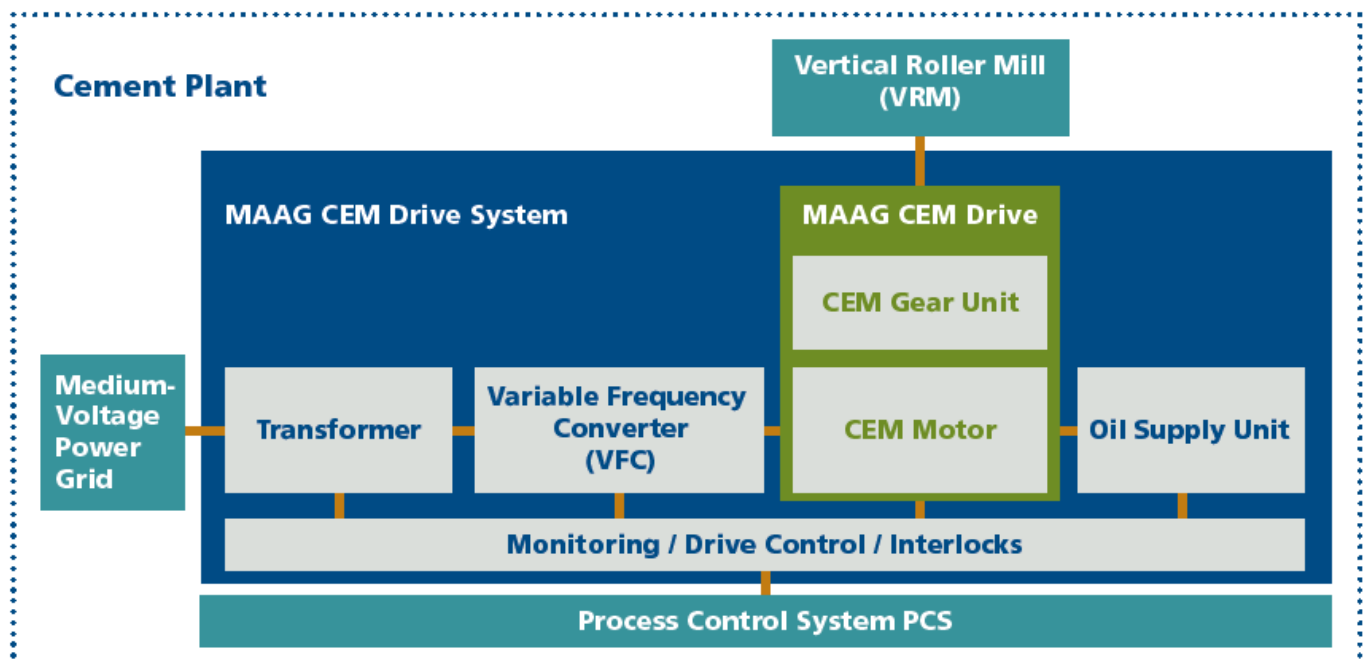 Cement Plant
Vertical Roller Mill
(VRM)
MAAG CEM Drive System
MAAG CEM Drive
CEM Gear Unit
Medium-
Voltage
Power
Grid
Transformer
Variable Frequency
Converter
(VFC)
CEM Motor
Oil Supply Unit
Monitoring / Drive Control / Interlocks
Process Control System PCS